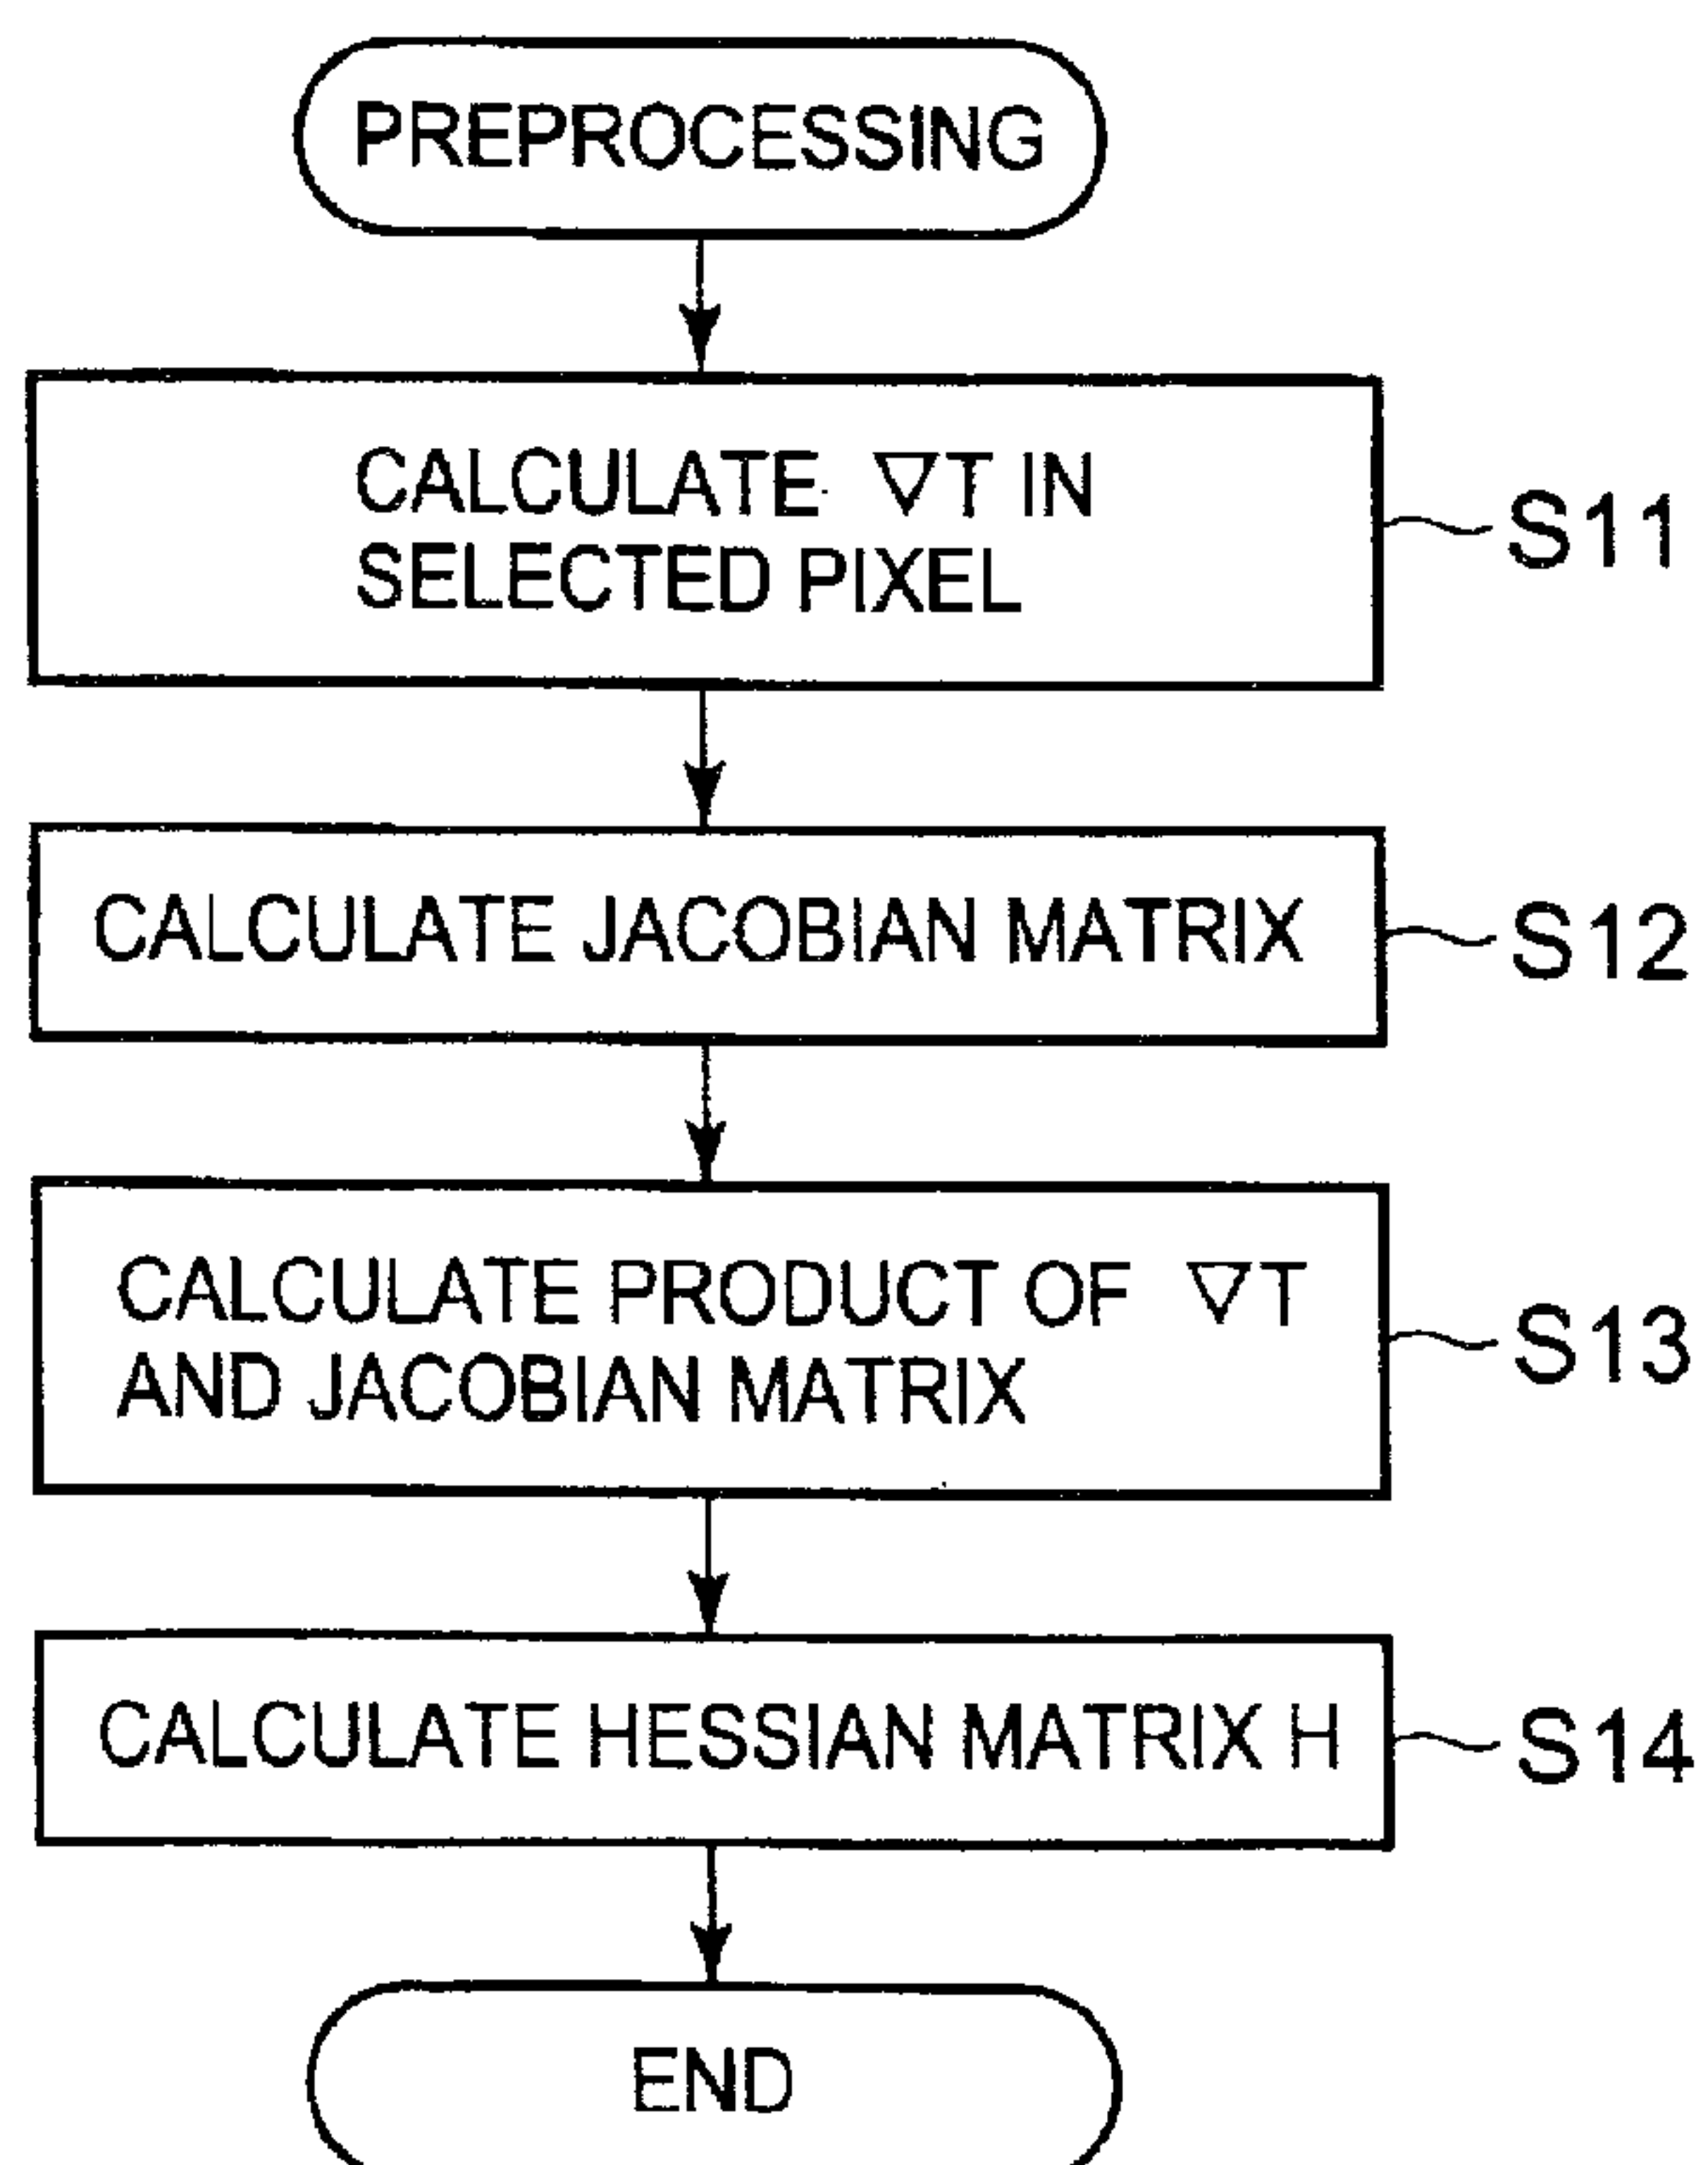 PREPROCESSING
CALCULATE ∇T IN
SELECTED PIXEL
S11
CALCULATE JACOBIAN MATRIX
S12
CALCULATE PRODUCT OF ∇T
AND JACOBIAN MATRIX
S13
CALCULATE HESSIAN MATRIX H
S14
END